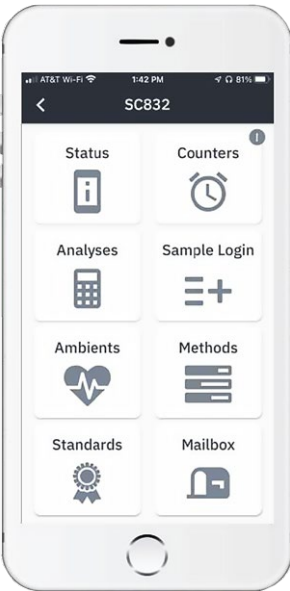 AT&T Wi-Fi 1:42 PM 81%
SC832
Status Counters
Analyses Sample Login
Ambients Methods
Standards Mailbox